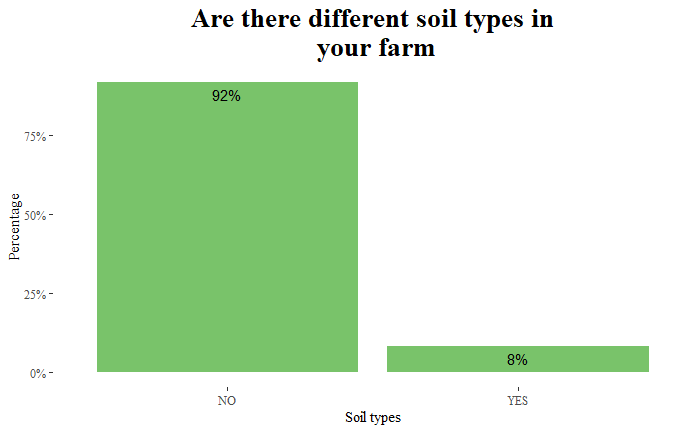 Are there different soil types in
your farm
92%
75%
50%
25%
0%
8%
Percentage
NO
YES
Soil types